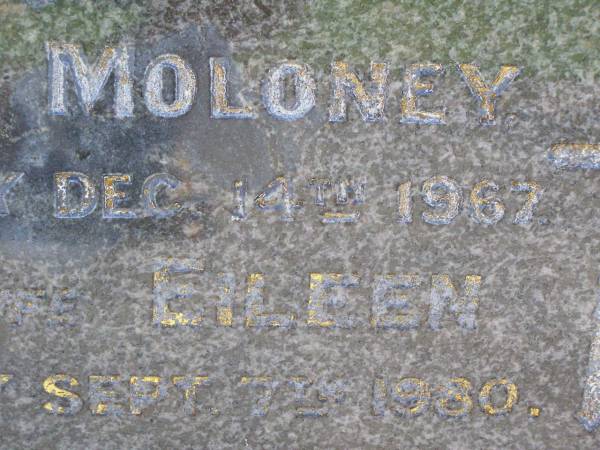 MOLONEY
DEC. 14TH 1967.
EILEEN
SEPT. 7TH 1980.